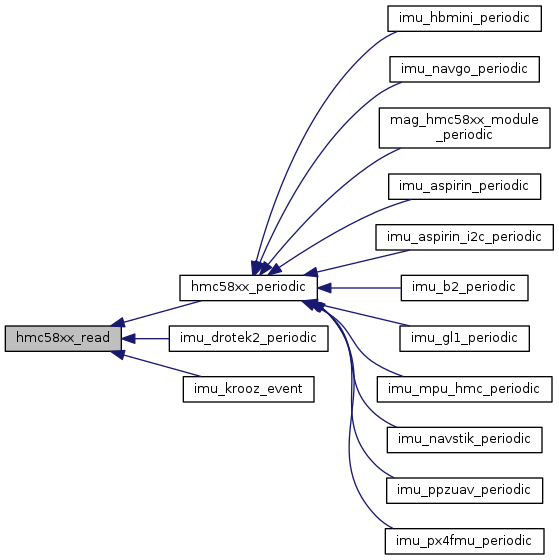 imu_hbmini_periodic
imu_navgo_periodic
mag_hmc58xx_module
_periodic
imu_aspirin_periodic
imu_aspirin_i2c_periodic
hmc58xx_periodic
imu_b2_periodic
hmc58xx_read
imu_drotek2_periodic
imu_gl1_periodic
imu_krooz_event
imu_mpu_hmc_periodic
imu_navstik_periodic
imu_ppzuav_periodic
imu_px4fmu_periodic